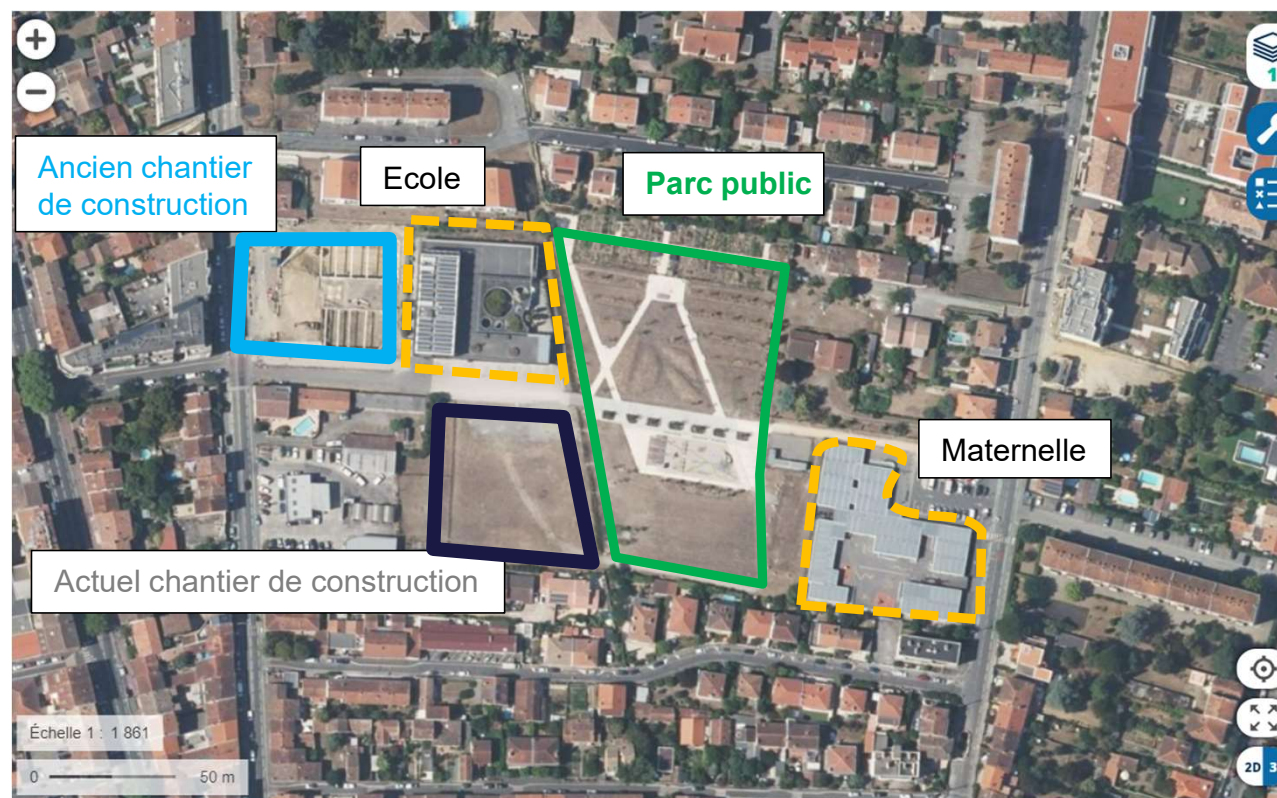 1
Ancien chantier
de construction
Ecole
Parc public
Maternelle
Actuel chantier de construction
Échelle 1 : 1 861
0 50 m
2D 3